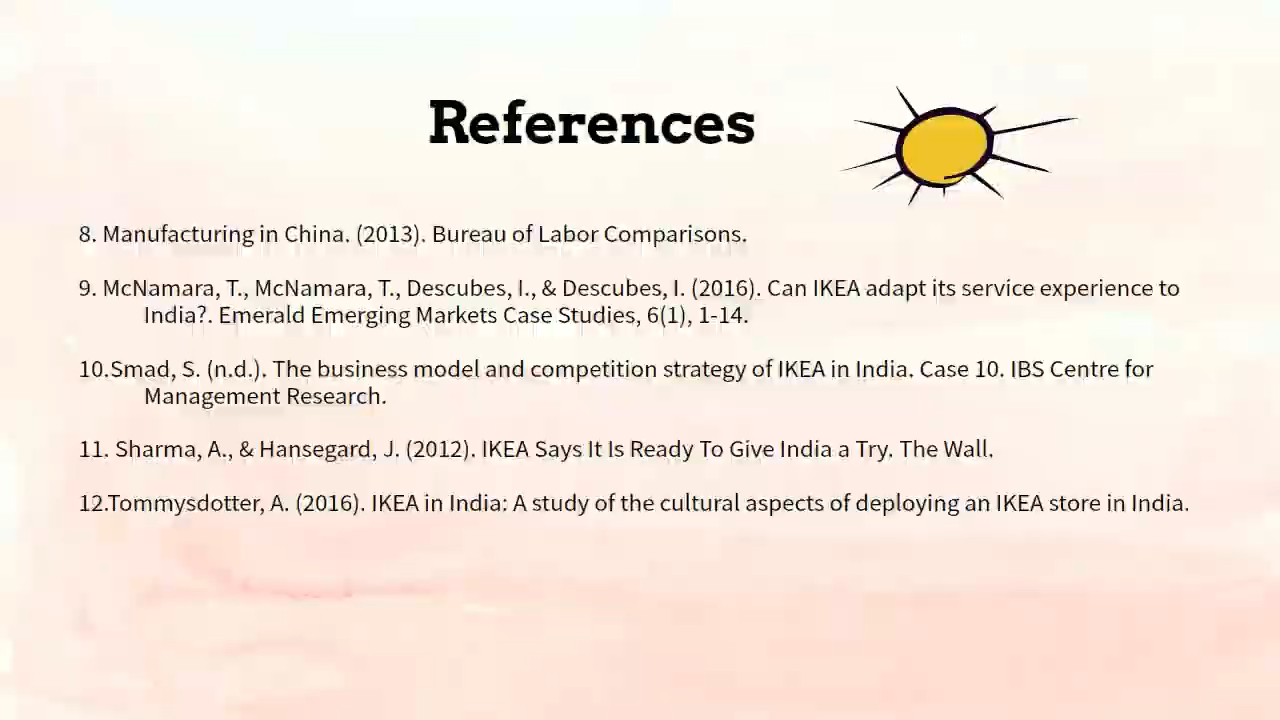 References
8. Manufacturing in China. (2013). Bureau of Labor Comparisons.
9. McNamara, T., McNamara, T., Descubes, I., & Descubes, I. (2016). Can IKEA adapt its service experience to
India?. Emerald Emerging Markets Case Studies, 6(1), 1-14.
10.Smad, S. (n.d.). The business model and competition strategy of IKEA in India. Case 10. IBS Centre for
Management Research.
11. Sharma, A., & Hansegard, J. (2012). IKEA Says It Is Ready To Give India a Try. The Wall.
12.Tommysdotter, A. (2016). IKEA in India: A study of the cultural aspects of deploying an IKEA store in India.